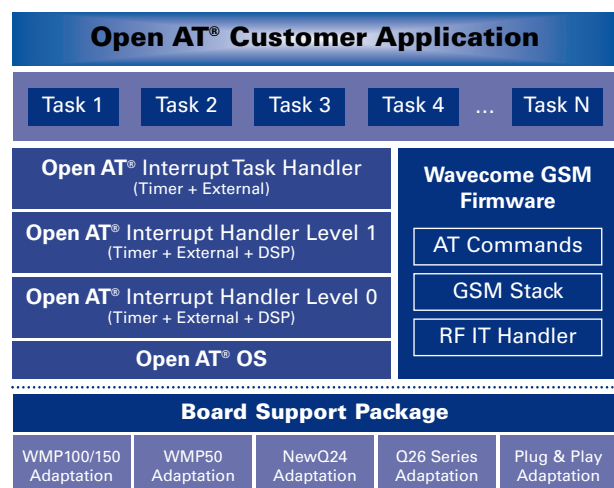 Open AT® Customer Application
Task 1 Task 2 Task 3 Task 4 ... Task N
Open AT® Interrupt Task Handler
(Timer + External)
Open AT® Interrupt Handler Level 1
(Timer + External + DSP)
Open AT® Interrupt Handler Level 0
(Timer + External + DSP)
Open AT® OS
Wavecome GSM
Firmware
AT Commands
GSM Stack
RF IT Handler
Board Support Package
WMP100/150
Adaptation
WMP50
Adaptation
NewQ24
Adaptation
Q26 Series
Adaptation
Plug & Play
Adaptation